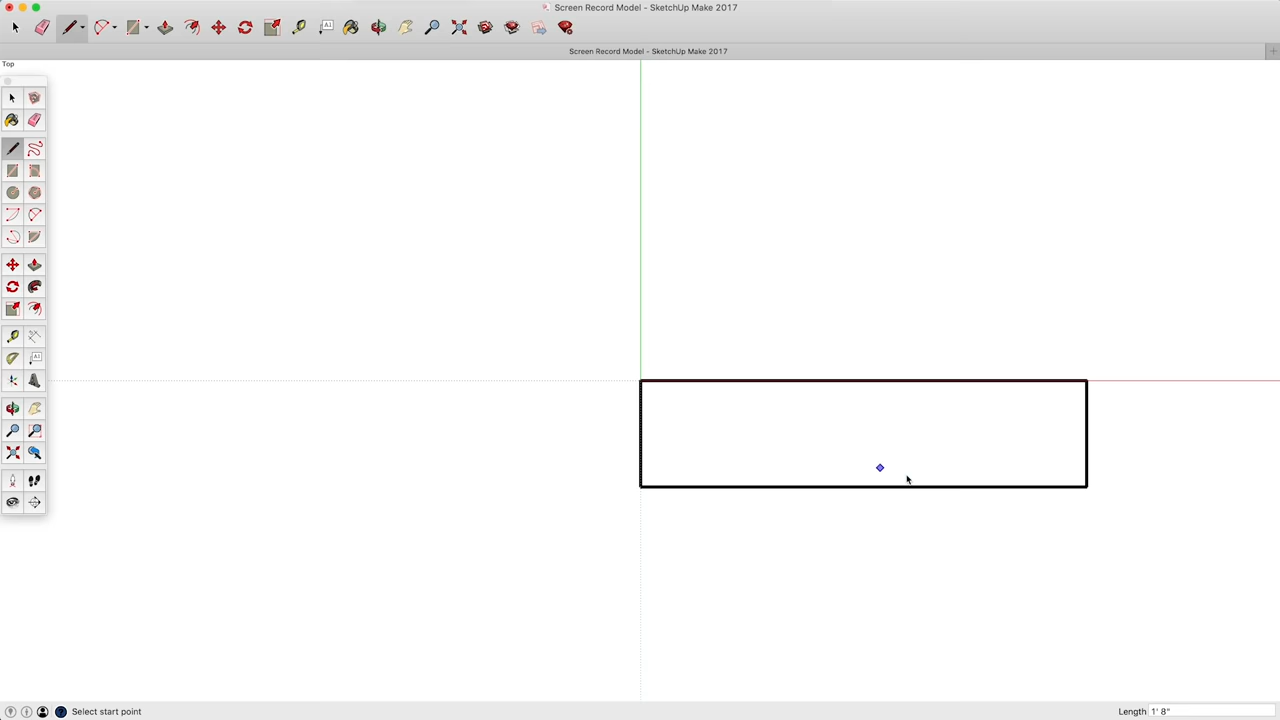 Screen Record Model - SketchUp Make 2017
Screen Record Model - SketchUp Make 2017
Top
Select start point
Length 1' 8"